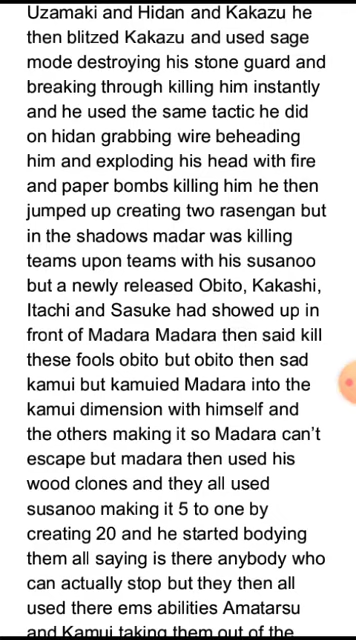 Uzamaki and Hidan and Kakazu he
then blitzed Kakazu and used sage
mode destroying his stone guard and
breaking through killing him instantly
and he used the same tactic he did
on hidan grabbing wire beheading
him and exploding his head with fire
and paper bombs killing him he then
jumped up creating two rasengan but
in the shadows madar was killing
teams upon teams with his susanoo
but a newly released Obito, Kakashi,
Itachi and Sasuke had showed up in
front of Madara Madara then said kill
these fools obito but obito then sad
kamui but kamuied Madara into the
kamui dimension with himself and
the others making it so Madara can't
escape but madara then used his
wood clones and they all used
susanoo making it 5 to one by
creating 20 and he started bodying
them all saying is there anybody who
can actually stop but they then all
used there ems abilities Amatarsu
and Kamui taking them out of the